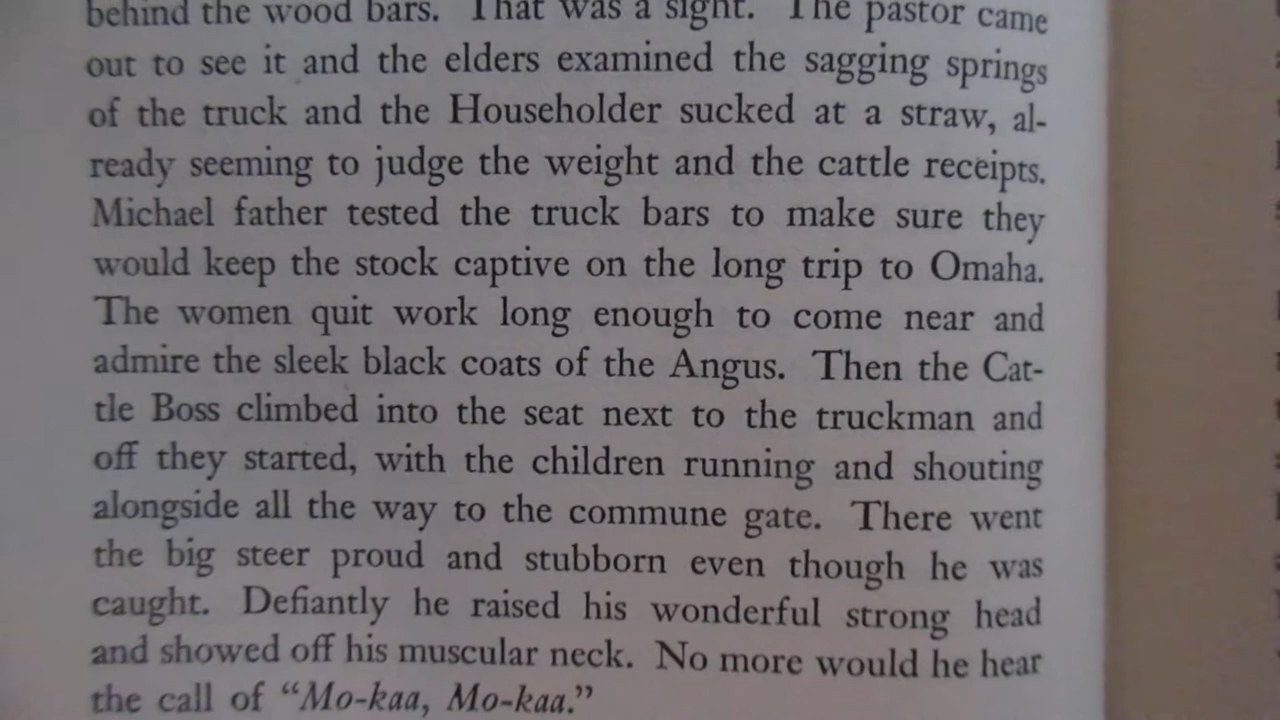 behind the wood bars. That was a sight. The pastor came
out to see it and the elders examined the sagging springs
of the truck and the Householder sucked at a straw, al-
ready seeming to judge the weight and the cattle receipts.
Michael father tested the truck bars to make sure they
would keep the stock captive on the long trip to Omaha.
The women quit work long enough to come near and
admire the sleek black coats of the Angus. Then the Cat-
tle Boss climbed into the seat next to the truckman and
off they started, with the children running and shouting
alongside all the way to the commune gate. There went
the big steer proud and stubborn even though he was
caught. Defiantly he raised his wonderful strong head
and showed off his muscular neck. No more would he hear
the call of “Mo-kaa, Mo-kaa.”